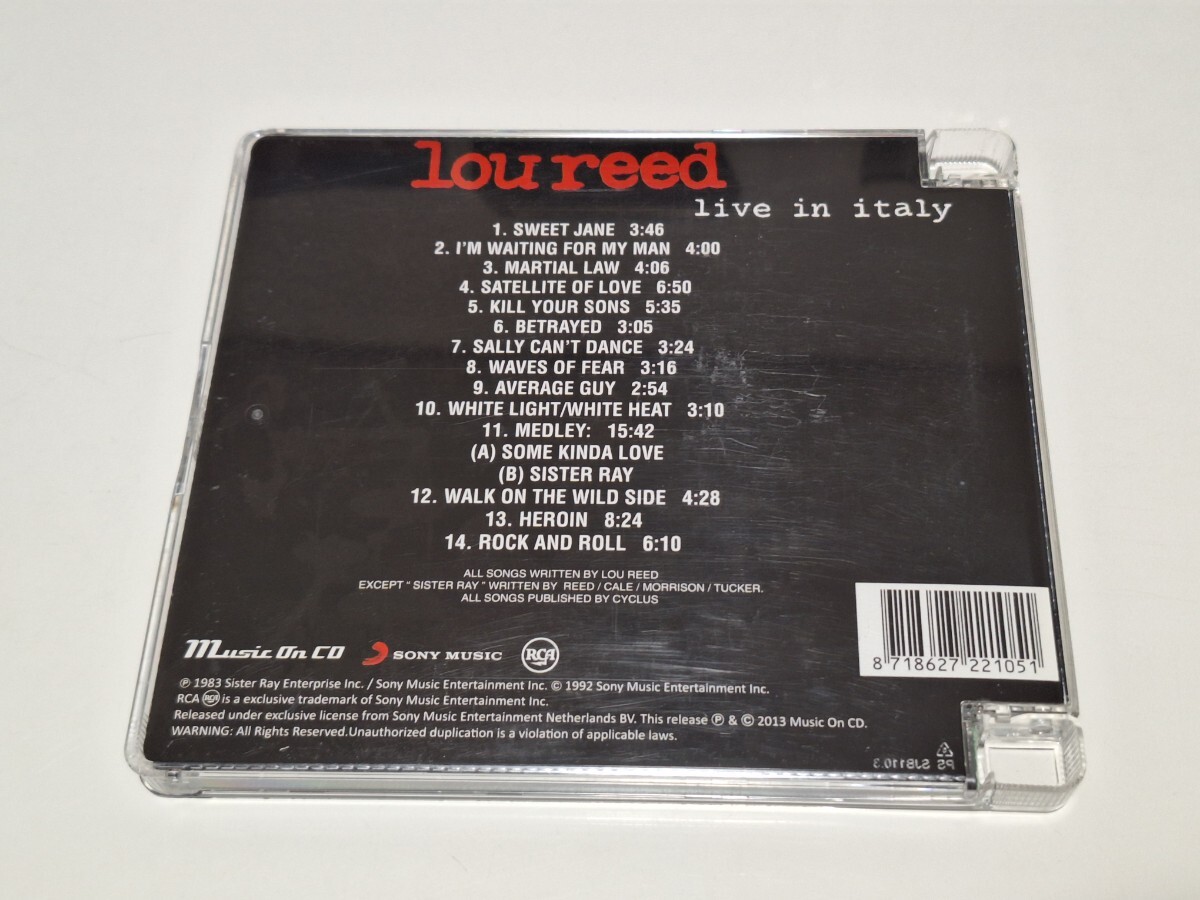 lou reed
live in italy
1. SWEET JANE 3:46
2. I'M WAITING FOR MY MAN 4:00
3. MARTIAL LAW 4:06
4. SATELLITE OF LOVE 6:50
5. KILL YOUR SONS 5:35
6. BETRAYED 3:05
7. SALLY CAN'T DANCE 3:24
8. WAVES OF FEAR 3:16
9. AVERAGE GUY 2:54
10. WHITE LIGHT/WHITE HEAT 3:10
11. MEDLEY: 15:42
(A) SOME KINDA LOVE
(B) SISTER RAY
12. WALK ON THE WILD SIDE 4:28
13. HEROIN 8:24
14. ROCK AND ROLL 6:10
ALL SONGS WRITTEN BY LOU REED
EXCEPT "SISTER RAY" WRITTEN BY REED / CALE / MORRISON / TUCKER.
ALL SONGS PUBLISHED BY CYCLUS
Music On CD SONY MUSIC RCA
8 718627 221051
℗ 1983 Sister Ray Enterprise Inc. / Sony Music Entertainment Inc. © 1992 Sony Music Entertainment Inc.
RCA RCA is a exclusive trademark of Sony Music Entertainment Inc.
Released under exclusive license from Sony Music Entertainment Netherlands BV. This release ℗ & © 2013 Music On CD.
WARNING: All Rights Reserved.Unauthorized duplication is a violation of applicable laws.
PS SJB110.3